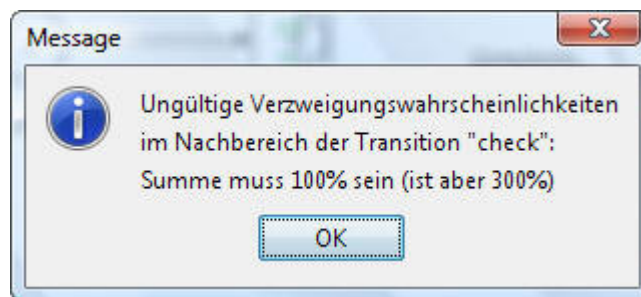 Message
Ungültige Verzweigungswahrscheinlichkeiten
im Nachbereich der Transition "check":
Summe muss 100% sein (ist aber 300%)
OK